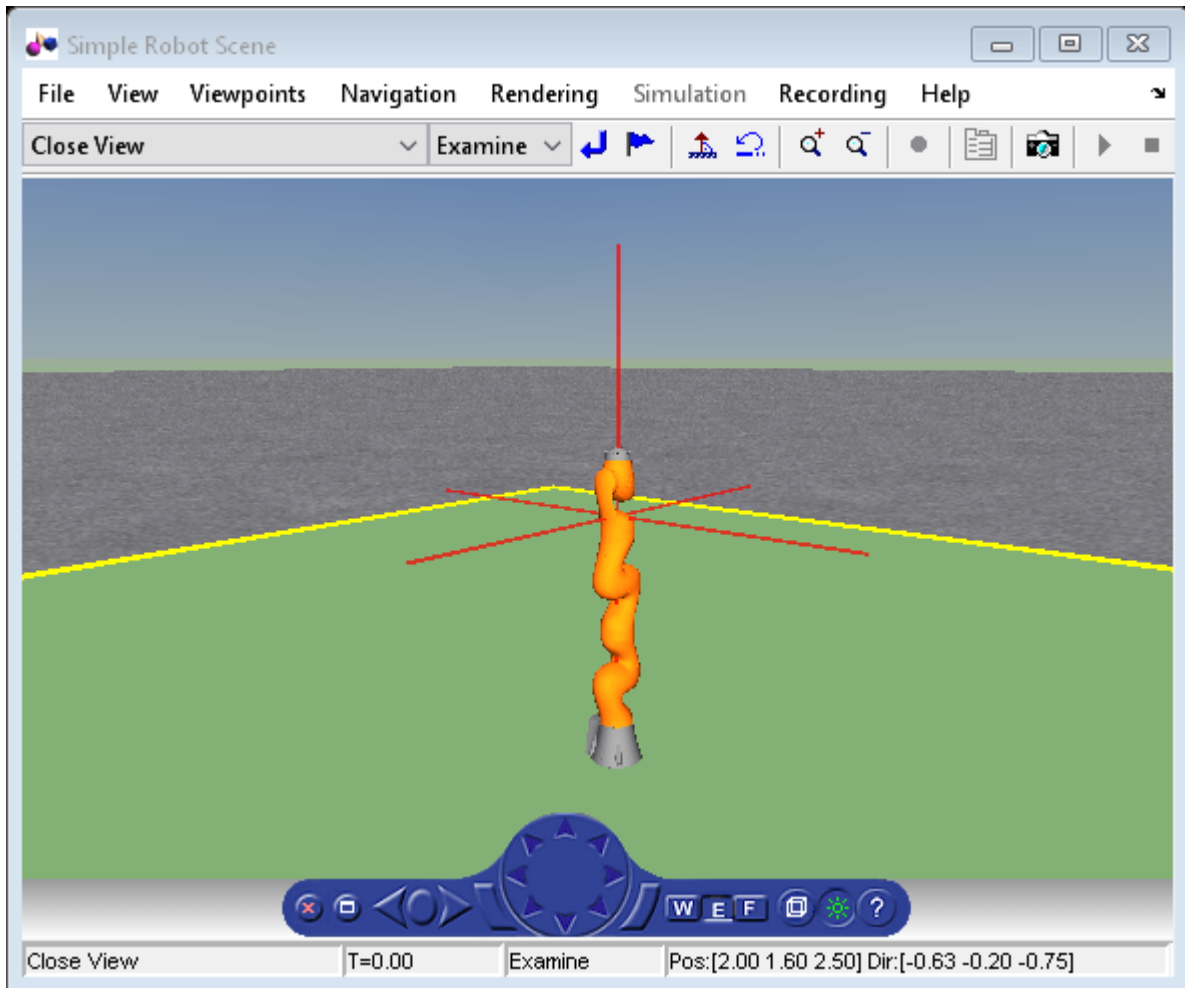 Simple Robot Scene
File View Viewpoints Navigation Rendering Simulation Recording Help
Close View Examine
W E F ?
Close View T=0.00 Examine Pos:[2.00 1.60 2.50] Dir:[-0.63 -0.20 -0.75]